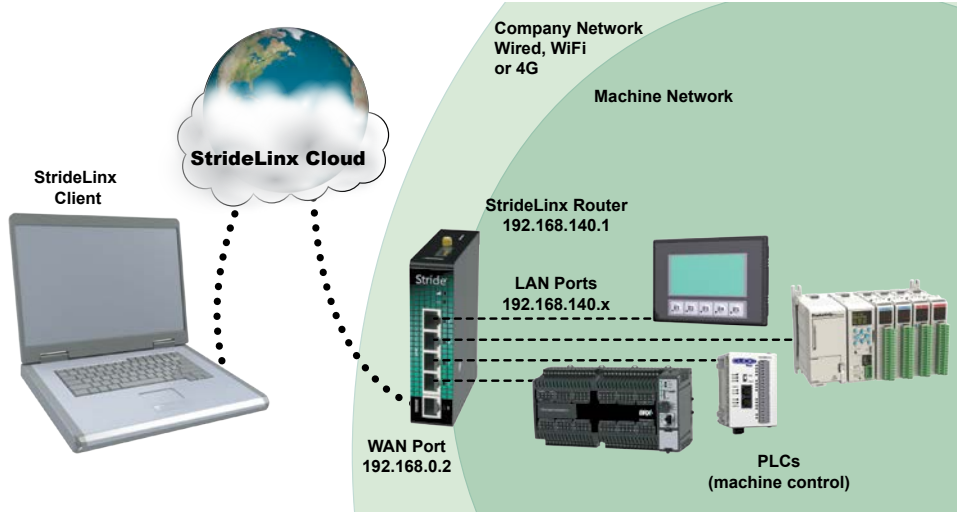 Company Network
Wired, WiFi
or 4G
Machine Network
StrideLinx Cloud
StrideLinx
Client
StrideLinx Router
192.168.140.1
Stride
LAN Ports
192.168.140.x
WAN Port
192.168.0.2
PLCs
(machine control)